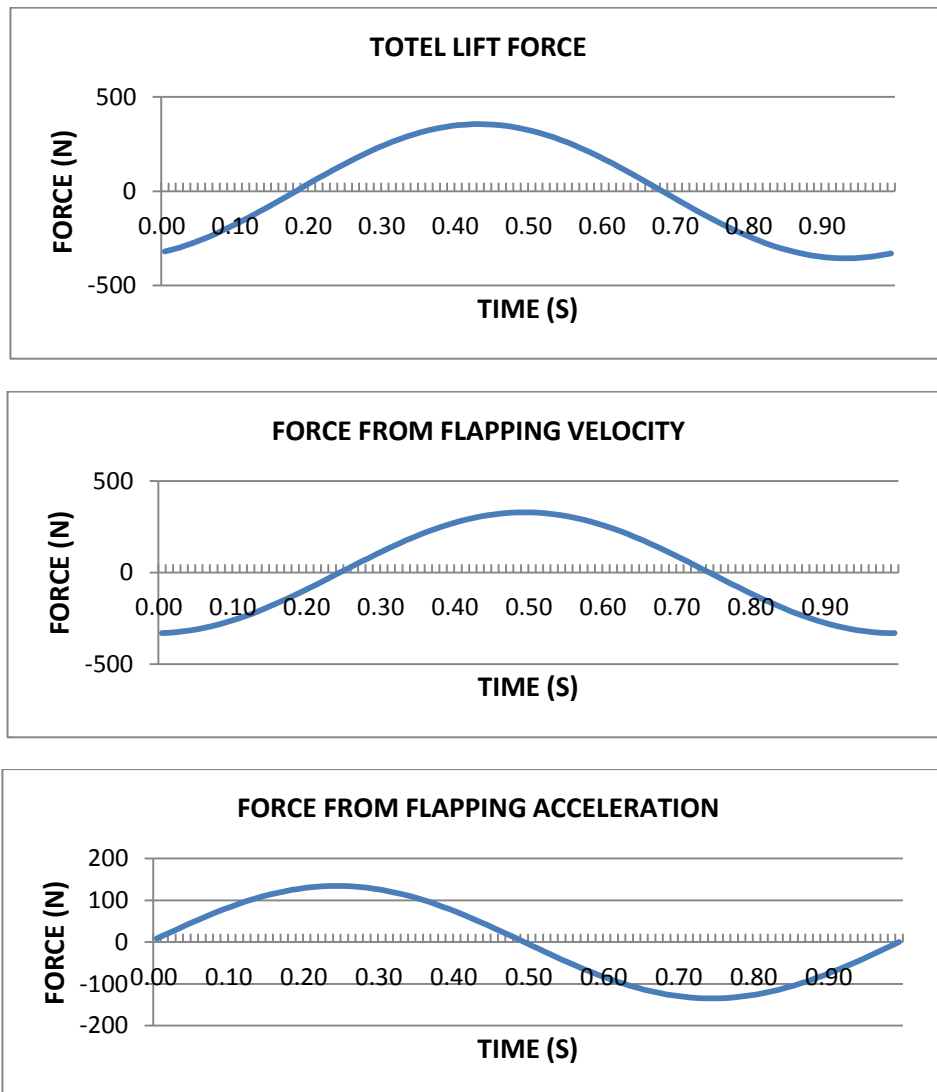 TOTEL LIFT FORCE
500
0
-500
0.00 0.10 0.20 0.30 0.40 0.50 0.60 0.70 0.80 0.90
FORCE (N)
TIME (S)
FORCE FROM FLAPPING VELOCITY
500
0
-500
0.00 0.10 0.20 0.30 0.40 0.50 0.60 0.70 0.80 0.90
FORCE (N)
TIME (S)
FORCE FROM FLAPPING ACCELERATION
200
100
0
-100
-200
0.00 0.10 0.20 0.30 0.40 0.50 0.60 0.70 0.80 0.90
FORCE (N)
TIME (S)